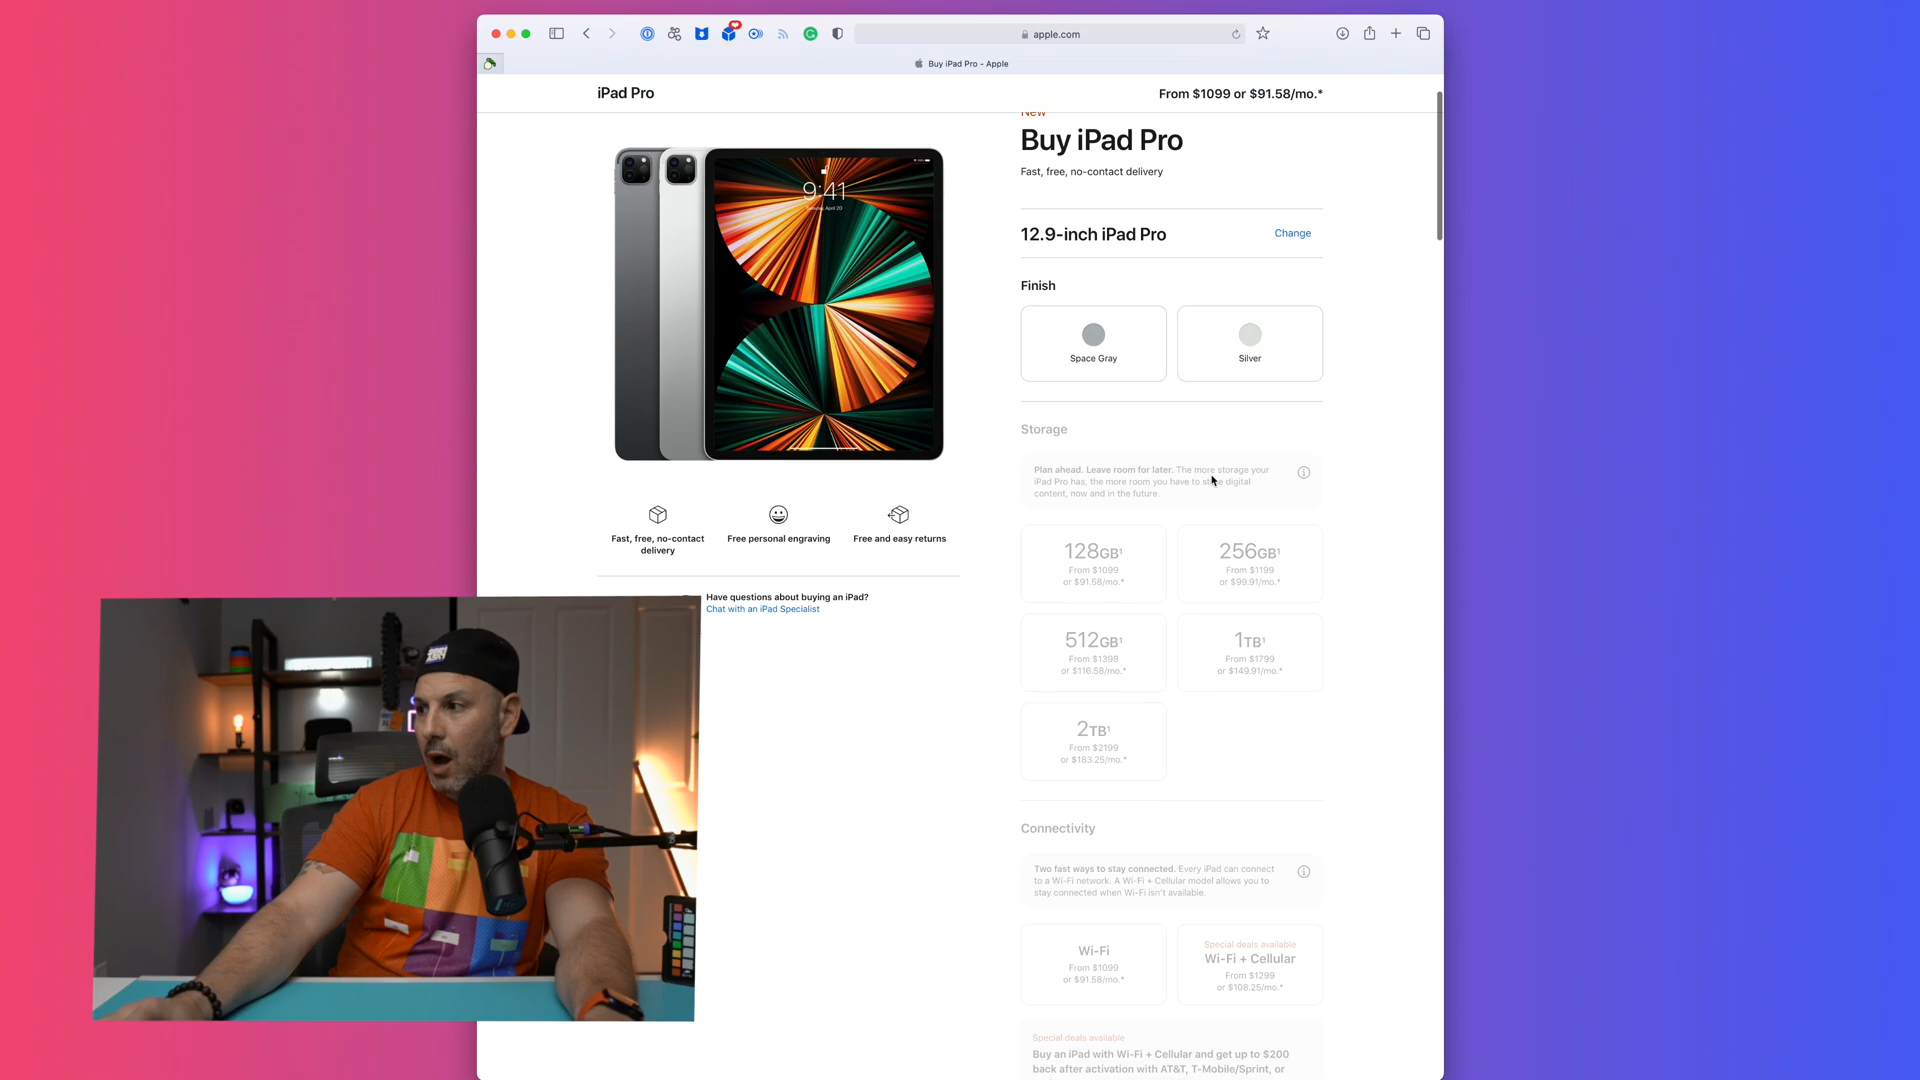 apple.com
Buy iPad Pro - Apple
iPad Pro
From $1099 or $91.58/mo.*
New
Buy iPad Pro
Fast, free, no-contact delivery
12.9-inch iPad Pro
Change
Finish
Space Gray
Silver
9:41
Tuesday, April 20
Storage
Plan ahead. Leave room for later. The more storage your
iPad Pro has, the more room you have to store digital
content, now and in the future.
Fast, free, no-contact
delivery
Free personal engraving
Free and easy returns
Have questions about buying an iPad?
Chat with an iPad Specialist
128GB¹
From $1099
or $91.58/mo.*
256GB¹
From $1199
or $99.91/mo.*
512GB¹
From $1399
or $116.58/mo.*
1TB¹
From $1799
or $149.91/mo.*
2TB¹
From $2199
or $183.25/mo.*
Connectivity
Two fast ways to stay connected. Every iPad can connect
to a Wi-Fi network. A Wi-Fi + Cellular model allows you to
stay connected when Wi-Fi isn't available.
Wi-Fi
From $1099
or $91.58/mo.*
Special deals available
Wi-Fi + Cellular
From $1299
or $108.25/mo.*
Special deals available
Buy an iPad with Wi-Fi + Cellular and get up to $200
back after activation with AT&T, T-Mobile/Sprint, or